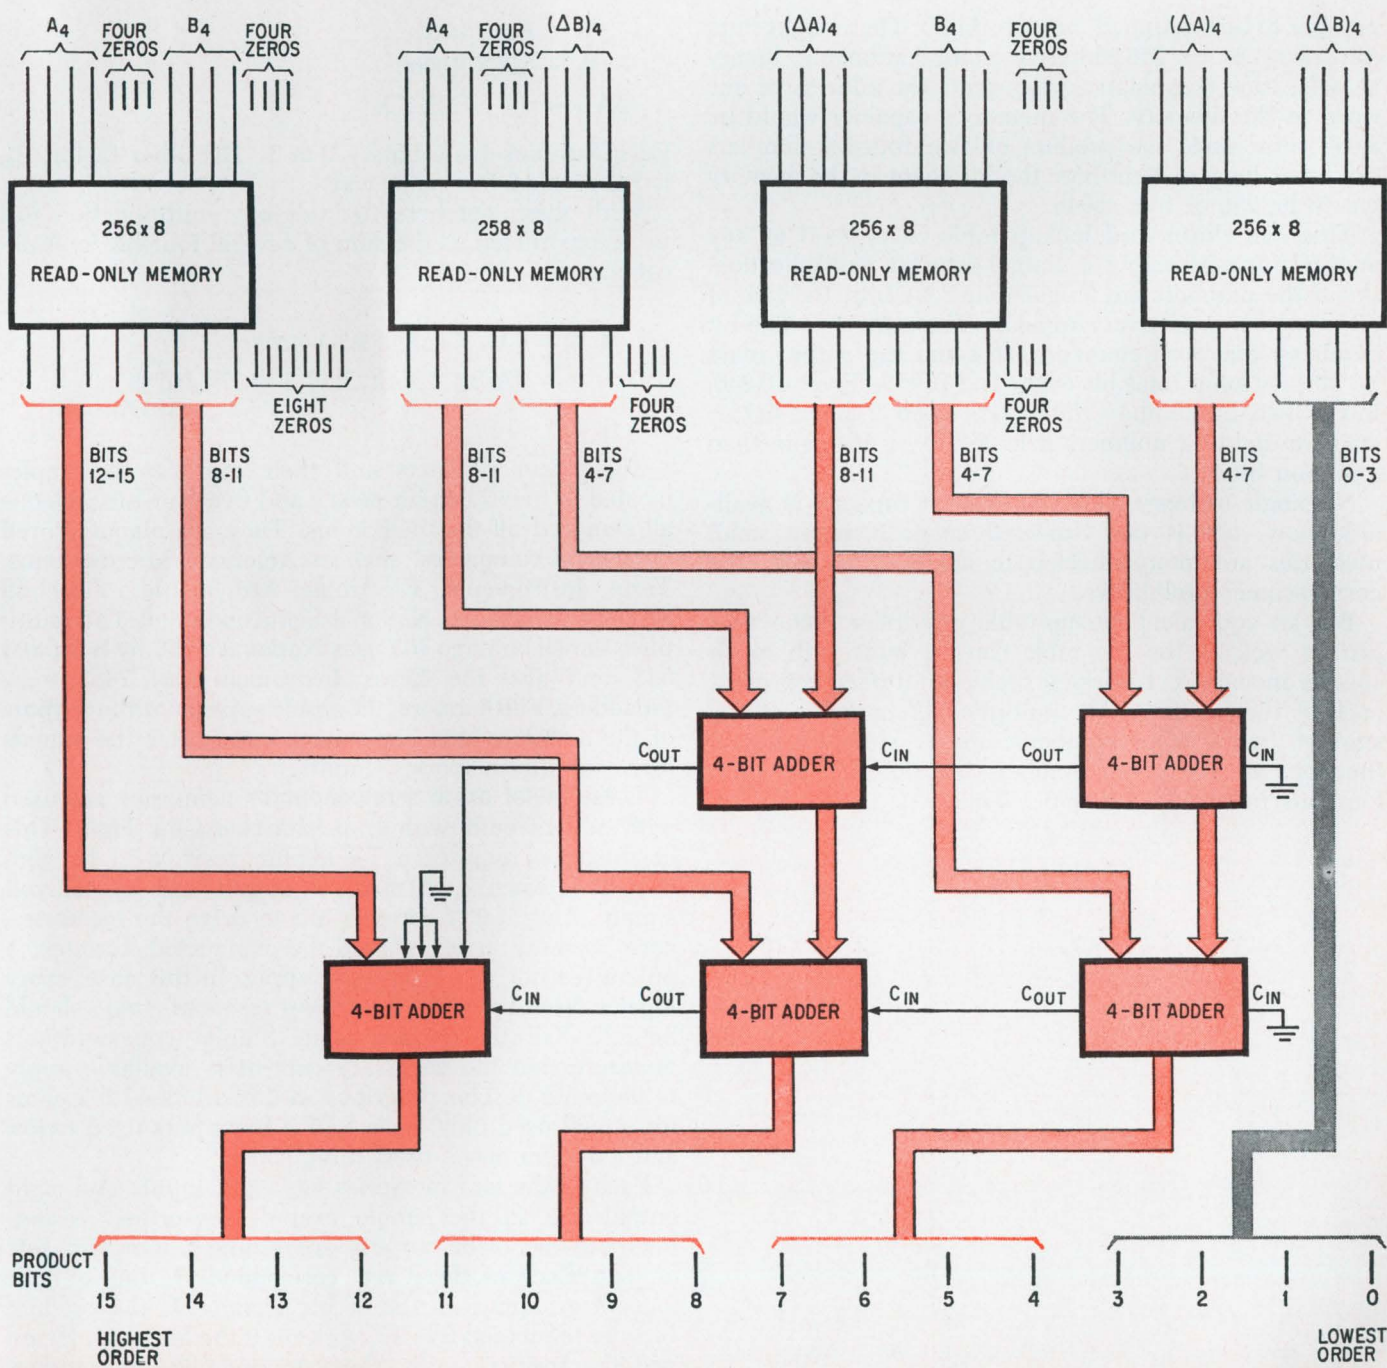 A4 FOUR ZEROS B4 FOUR ZEROS
A4 FOUR ZEROS (ΔB)4
(ΔA)4 B4 FOUR ZEROS
(ΔA)4 (ΔB)4
256 x 8
READ-ONLY MEMORY
258 x 8
READ-ONLY MEMORY
256 x 8
READ-ONLY MEMORY
256 x 8
READ-ONLY MEMORY
EIGHT
ZEROS
FOUR
ZEROS
FOUR
ZEROS
BITS
12-15
BITS
8-11
BITS
8-11
BITS
4-7
BITS
8-11
BITS
4-7
BITS
4-7
BITS
0-3
COUT 4-BIT ADDER CIN COUT 4-BIT ADDER CIN
4-BIT ADDER CIN COUT 4-BIT ADDER CIN COUT 4-BIT ADDER CIN
PRODUCT
BITS
15 14 13 12 11 10 9 8 7 6 5 4 3 2 1 0
HIGHEST
ORDER
LOWEST
ORDER